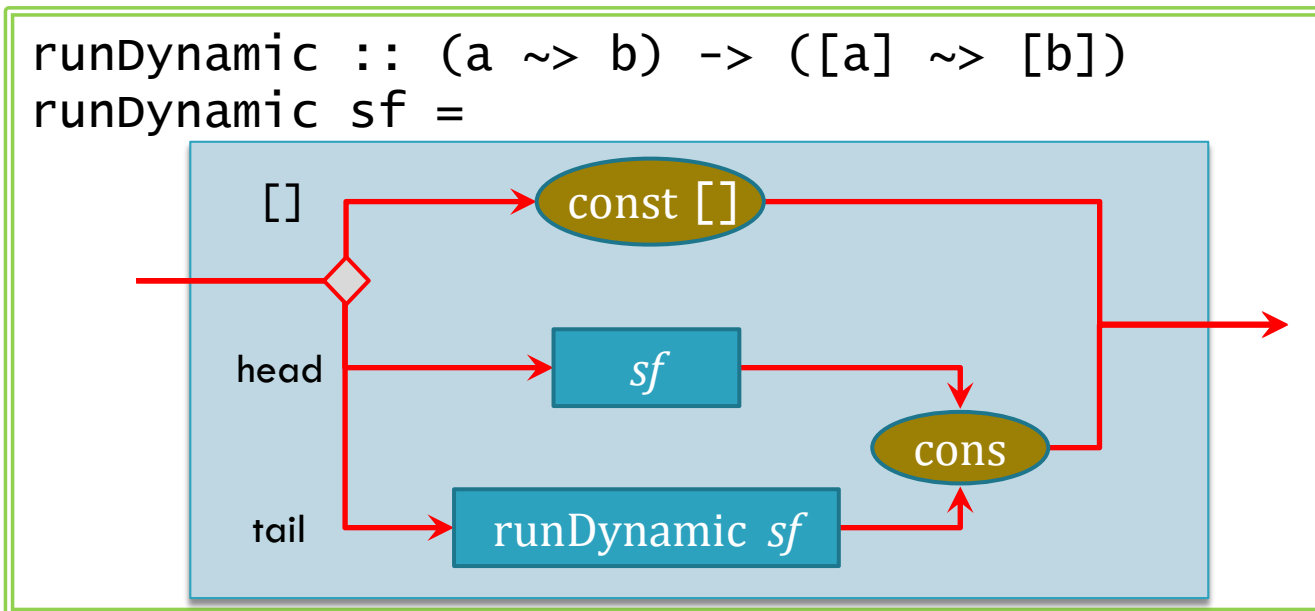 runDynamic :: (a ~> b) -> ([a] ~> [b])
runDynamic sf =
[]
const []
head
sf
cons
tail
runDynamic sf